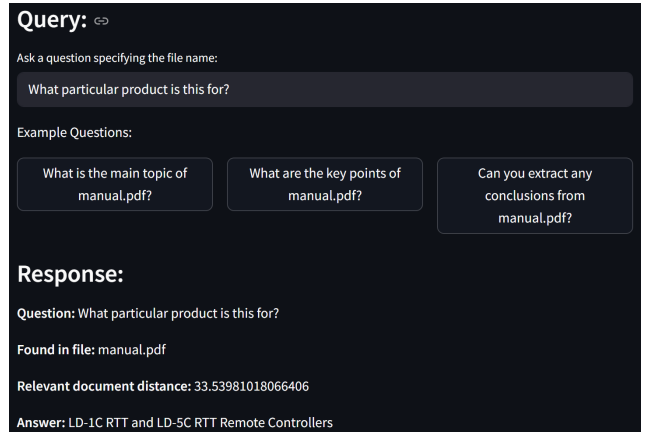 Query:
Ask a question specifying the file name:
What particular product is this for?
Example Questions:
What is the main topic of
manual.pdf?
What are the key points of
manual.pdf?
Can you extract any
conclusions from
manual.pdf?
Response:
Question: What particular product is this for?
Found in file: manual.pdf
Relevant document distance: 33.53981018066406
Answer: LD-1C RTT and LD-5C RTT Remote Controllers